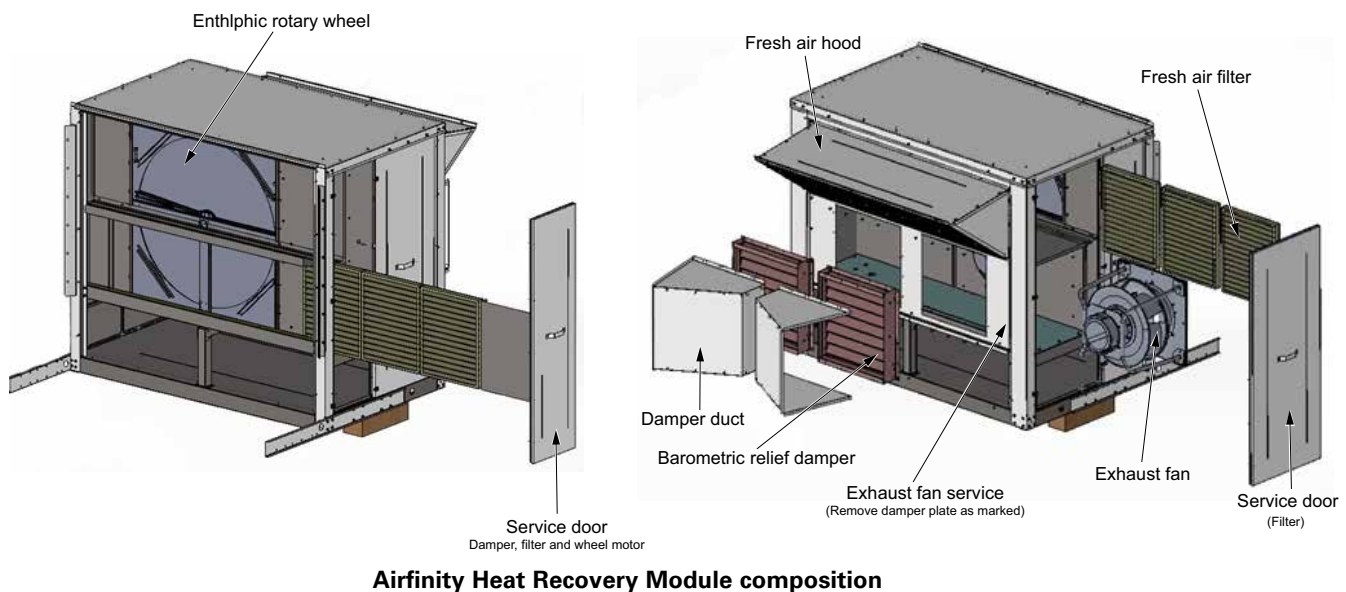 Enthlphic rotary wheel
Service door
Damper, filter and wheel motor
Fresh air hood
Fresh air filter
Damper duct
Barometric relief damper
Exhaust fan service
(Remove damper plate as marked)
Exhaust fan
Service door
(Filter)
Airfinity Heat Recovery Module composition